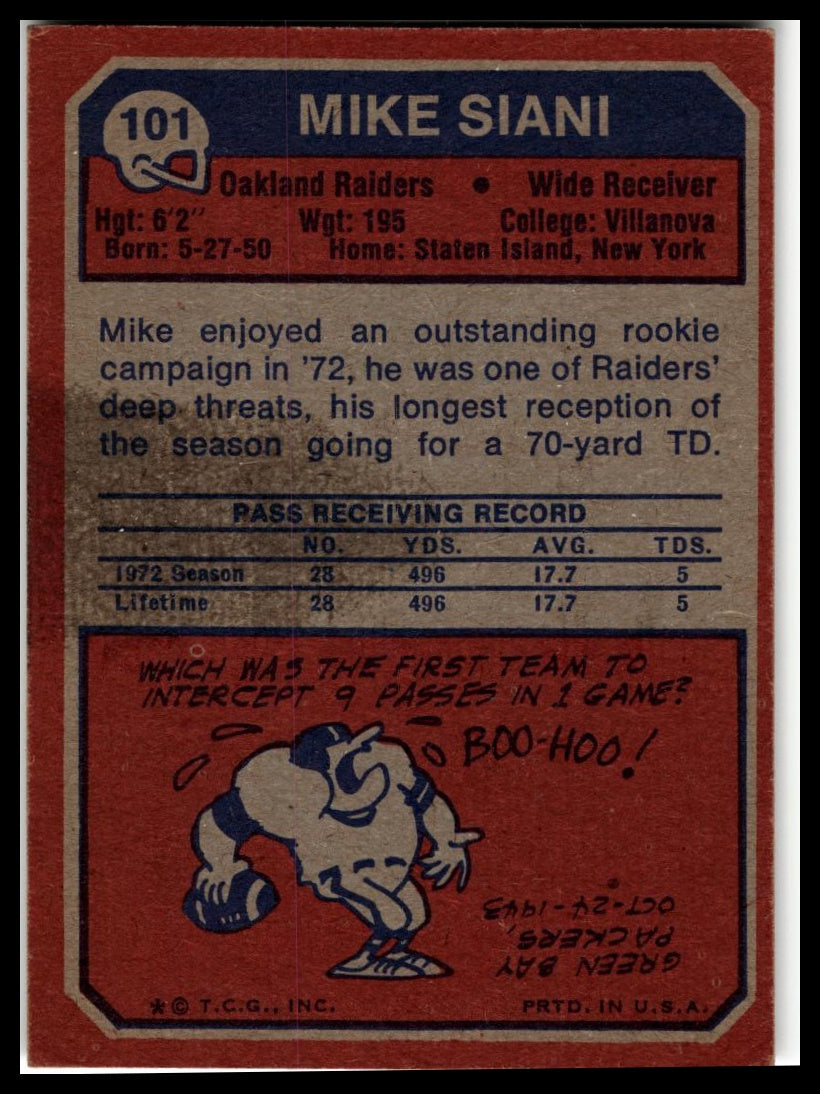 101
MIKE SIANI
Oakland Raiders • Wide Receiver
Hgt: 6'2" Wgt: 195 College: Villanova
Born: 5-27-50 Home: Staten Island, New York
Mike enjoyed an outstanding rookie
campaign in '72, he was one of Raiders'
deep threats, his longest reception of
the season going for a 70-yard TD.
PASS RECEIVING RECORD
NO. YDS. AVG. TDS.
1972 Season 28 496 17.7 5
Lifetime 28 496 17.7 5
WHICH WAS THE FIRST TEAM TO
INTERCEPT 9 PASSES IN 1 GAME?
BOO-HOO!
GREEN BAY
PACKERS,
OCT-24-1943
* © T.C.G., INC. PRTD. IN U.S.A.